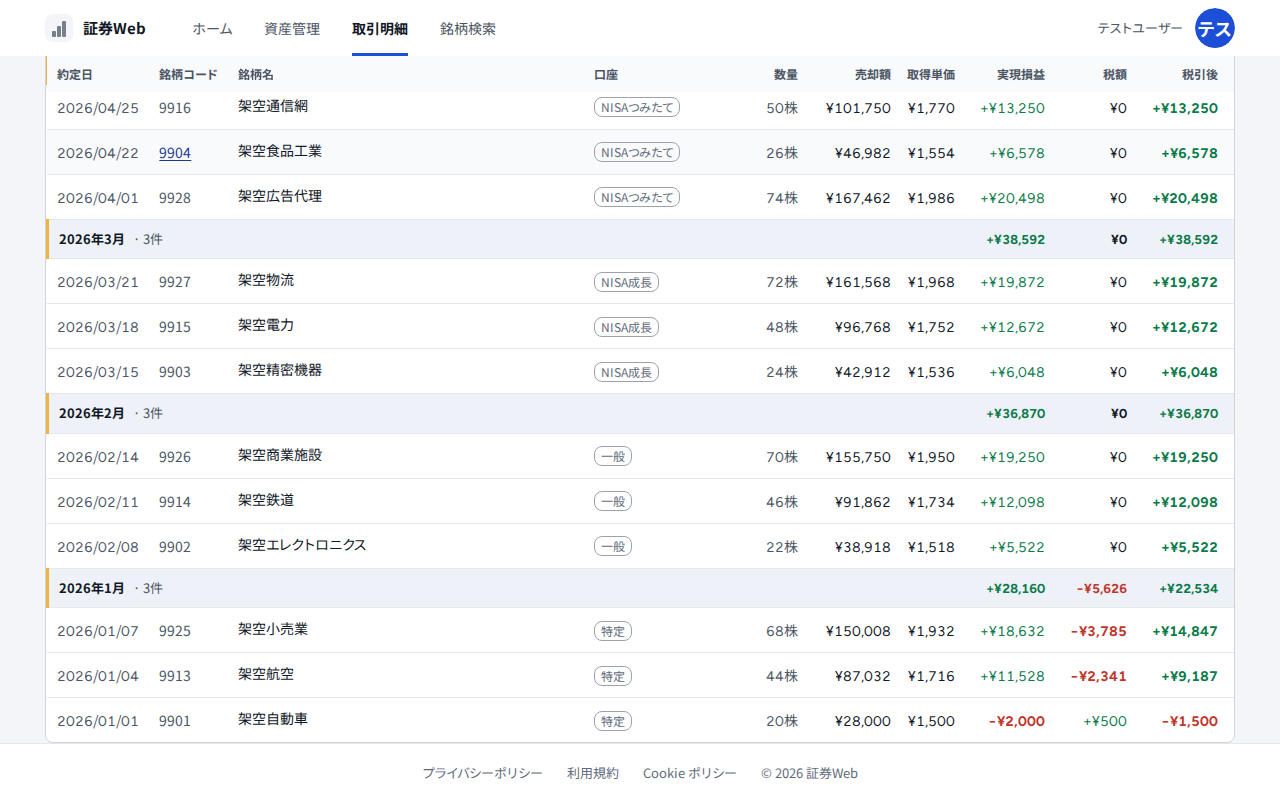 証券Web ホーム 資産管理 取引明細 銘柄検索 テストユーザー テス
約定日 銘柄コード 銘柄名 口座 数量 売却額 取得単価 実現損益 税額 税引後
2026/04/25 9916 架空通信網 NISAつみたて 50株 ¥101,750 ¥1,770 +¥13,250 ¥0 +¥13,250
2026/04/22 9904 架空食品工業 NISAつみたて 26株 ¥46,982 ¥1,554 +¥6,578 ¥0 +¥6,578
2026/04/01 9928 架空広告代理 NISAつみたて 74株 ¥167,462 ¥1,986 +¥20,498 ¥0 +¥20,498
2026年3月 · 3件 +¥38,592 ¥0 +¥38,592
2026/03/21 9927 架空物流 NISA成長 72株 ¥161,568 ¥1,968 +¥19,872 ¥0 +¥19,872
2026/03/18 9915 架空電力 NISA成長 48株 ¥96,768 ¥1,752 +¥12,672 ¥0 +¥12,672
2026/03/15 9903 架空精密機器 NISA成長 24株 ¥42,912 ¥1,536 +¥6,048 ¥0 +¥6,048
2026年2月 · 3件 +¥36,870 ¥0 +¥36,870
2026/02/14 9926 架空商業施設 一般 70株 ¥155,750 ¥1,950 +¥19,250 ¥0 +¥19,250
2026/02/11 9914 架空鉄道 一般 46株 ¥91,862 ¥1,734 +¥12,098 ¥0 +¥12,098
2026/02/08 9902 架空エレクトロニクス 一般 22株 ¥38,918 ¥1,518 +¥5,522 ¥0 +¥5,522
2026年1月 · 3件 +¥28,160 -¥5,626 +¥22,534
2026/01/07 9925 架空小売業 特定 68株 ¥150,008 ¥1,932 +¥18,632 -¥3,785 +¥14,847
2026/01/04 9913 架空航空 特定 44株 ¥87,032 ¥1,716 +¥11,528 -¥2,341 +¥9,187
2026/01/01 9901 架空自動車 特定 20株 ¥28,000 ¥1,500 -¥2,000 +¥500 -¥1,500
プライバシーポリシー 利用規約 Cookie ポリシー © 2026 証券Web